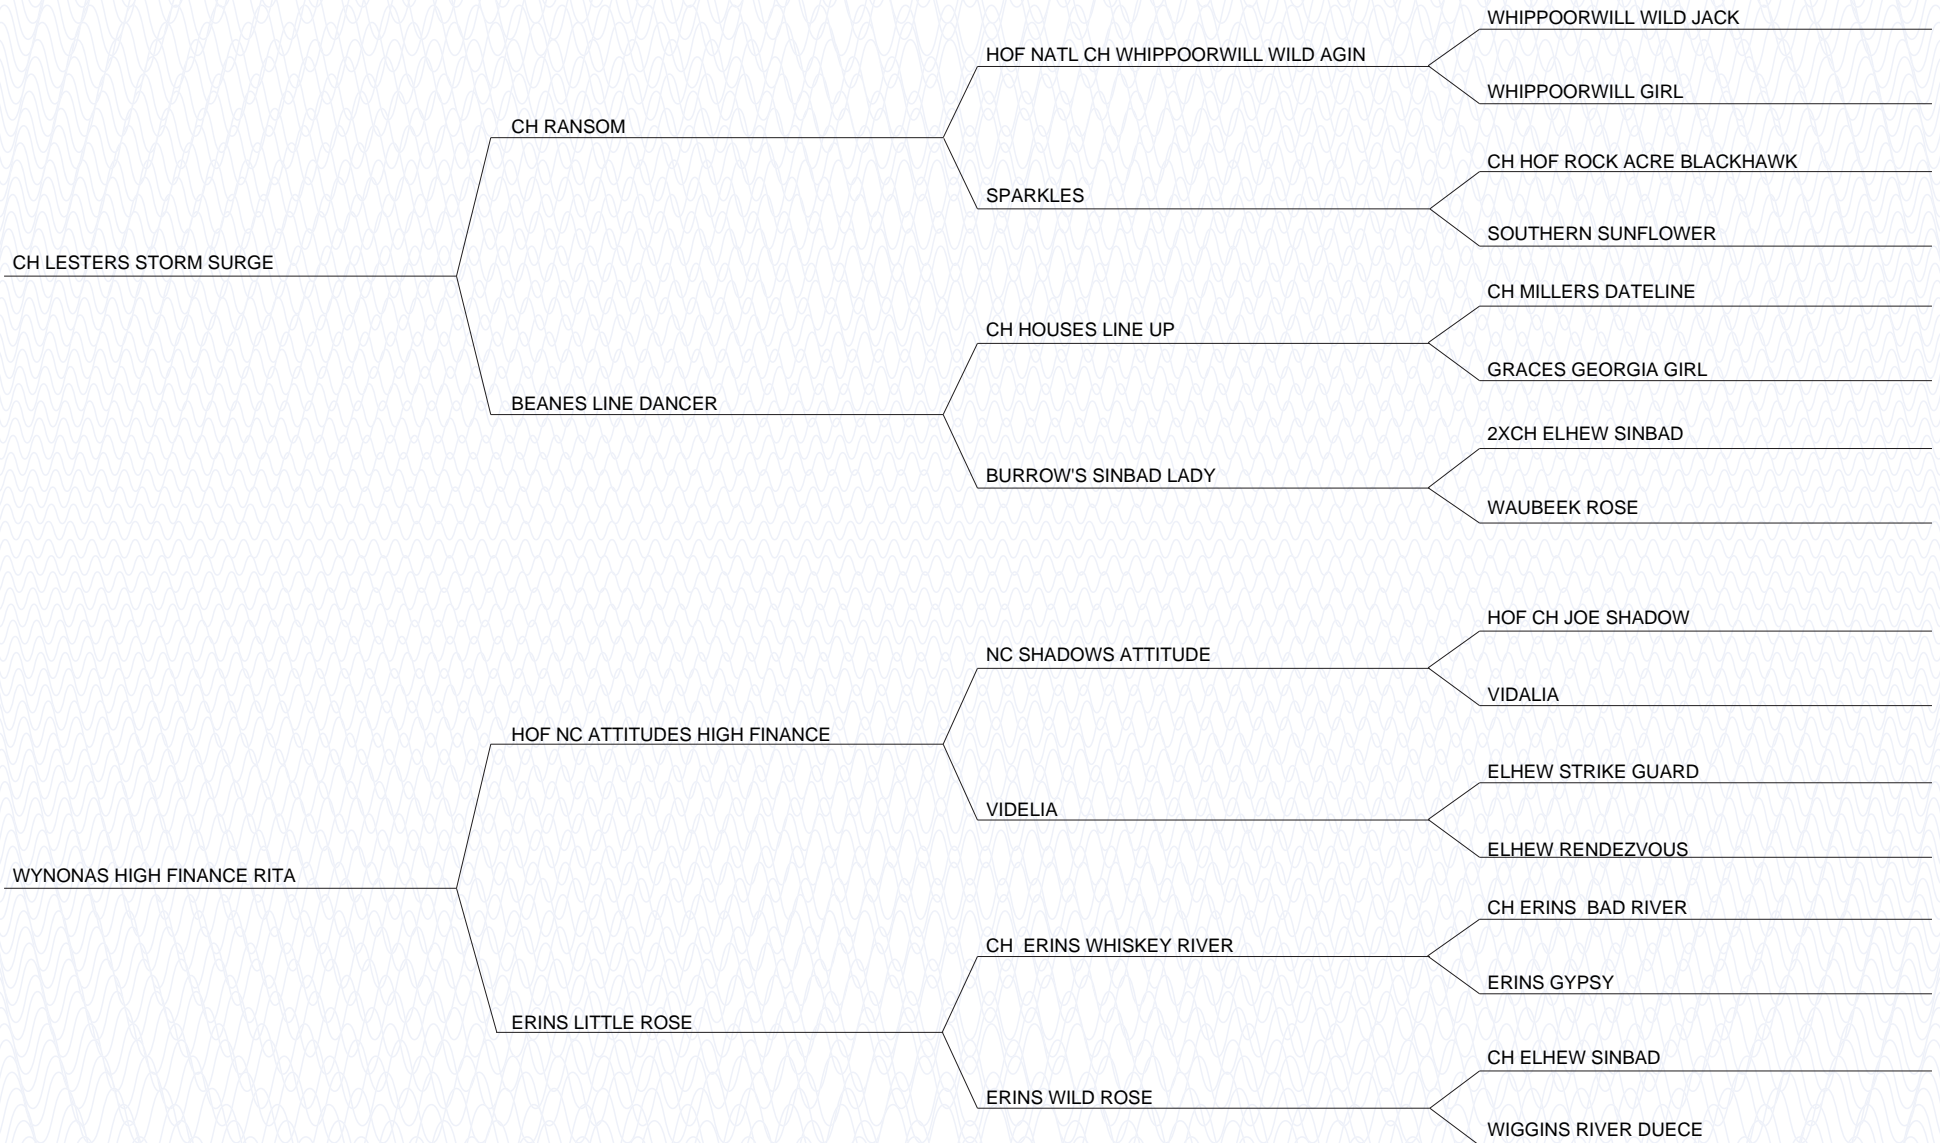 WHIPPOORWILL WILD JACK
HOF NATL CH WHIPPOORWILL WILD AGIN
WHIPPOORWILL GIRL
CH RANSOM
CH HOF ROCK ACRE BLACKHAWK
SPARKLES
SOUTHERN SUNFLOWER
CH LESTERS STORM SURGE
CH MILLERS DATELINE
CH HOUSES LINE UP
GRACES GEORGIA GIRL
BEANES LINE DANCER
2XCH ELHEW SINBAD
BURROW'S SINBAD LADY
WAUBEEK ROSE
HOF CH JOE SHADOW
NC SHADOWS ATTITUDE
VIDALIA
HOF NC ATTITUDES HIGH FINANCE
ELHEW STRIKE GUARD
VIDELIA
ELHEW RENDEZVOUS
WYNONAS HIGH FINANCE RITA
CH ERINS  BAD RIVER
CH  ERINS WHISKEY RIVER
ERINS GYPSY
ERINS LITTLE ROSE
CH ELHEW SINBAD
ERINS WILD ROSE
WIGGINS RIVER DUECE